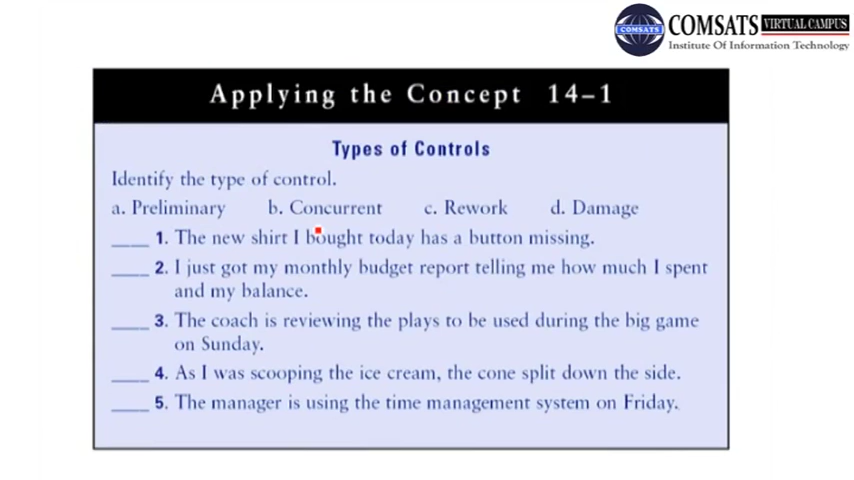 COMSATS VIRTUAL CAMPUS
COMSATS
Institute Of Information Technology
Applying the Concept 14–1
Types of Controls
Identify the type of control.
a. Preliminary b. Concurrent c. Rework d. Damage
____ 1. The new shirt I bought today has a button missing.
____ 2. I just got my monthly budget report telling me how much I spent
and my balance.
____ 3. The coach is reviewing the plays to be used during the big game
on Sunday.
____ 4. As I was scooping the ice cream, the cone split down the side.
____ 5. The manager is using the time management system on Friday.